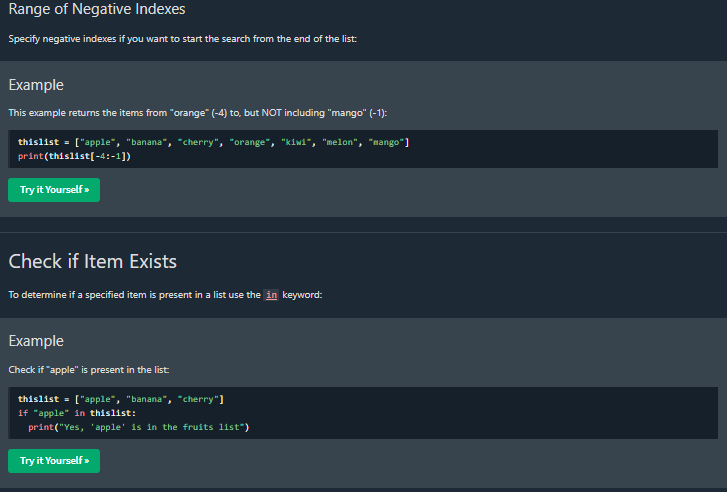 Range of Negative Indexes
Specify negative indexes if you want to start the search from the end of the list:
Example
This example returns the items from "orange" (-4) to, but NOT including "mango" (-1):
thislist = ["apple", "banana", "cherry", "orange", "kiwi", "melon", "mango"]
print(thislist[-4:-1])
Try it Yourself »
Check if Item Exists
To determine if a specified item is present in a list use the in keyword:
Example
Check if "apple" is present in the list:
thislist = ["apple", "banana", "cherry"]
if "apple" in thislist:
  print("Yes, 'apple' is in the fruits list")
Try it Yourself »